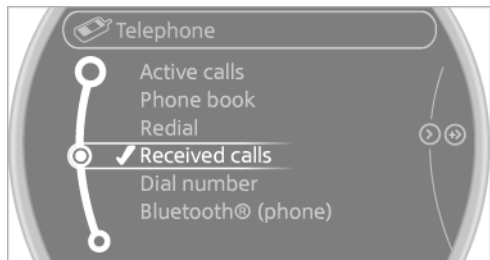 Telephone
Active calls
Phone book
Redial
Received calls
Dial number
Bluetooth® (phone)